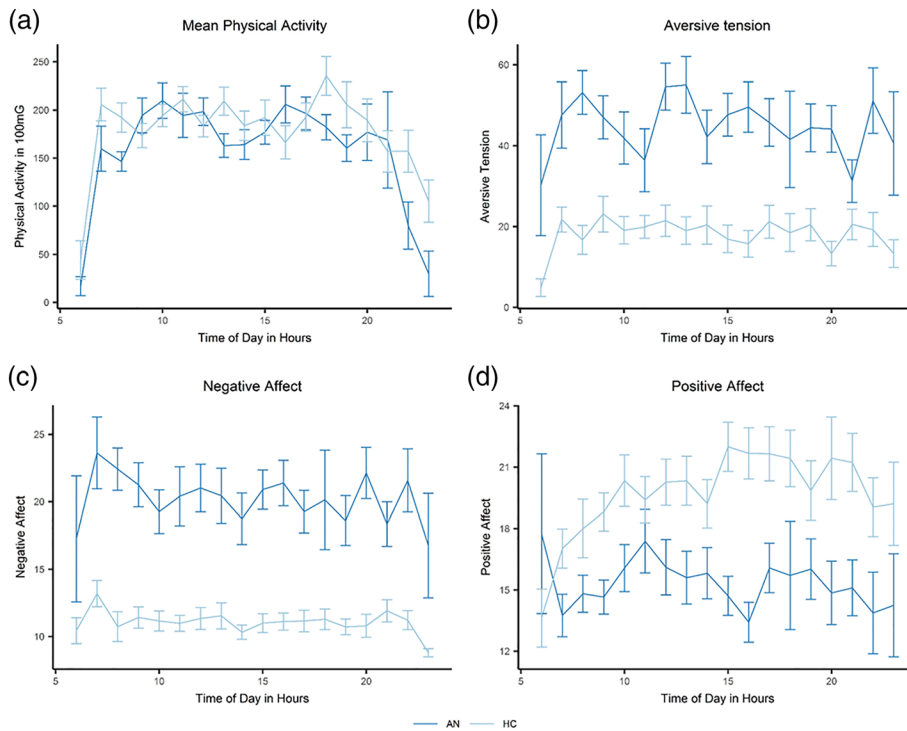 (a)
Mean Physical Activity
250
200
150
100
50
0
Physical Activity in 100mG
5
10
15
20
Time of Day in Hours
(b)
Aversive tension
60
40
20
0
Aversive Tension
5
10
15
20
Time of Day in Hours
(c)
Negative Affect
25
20
15
10
Negative Affect
5
10
15
20
Time of Day in Hours
(d)
Positive Affect
24
21
18
15
12
Positive Affect
5
10
15
20
Time of Day in Hours
AN
HC